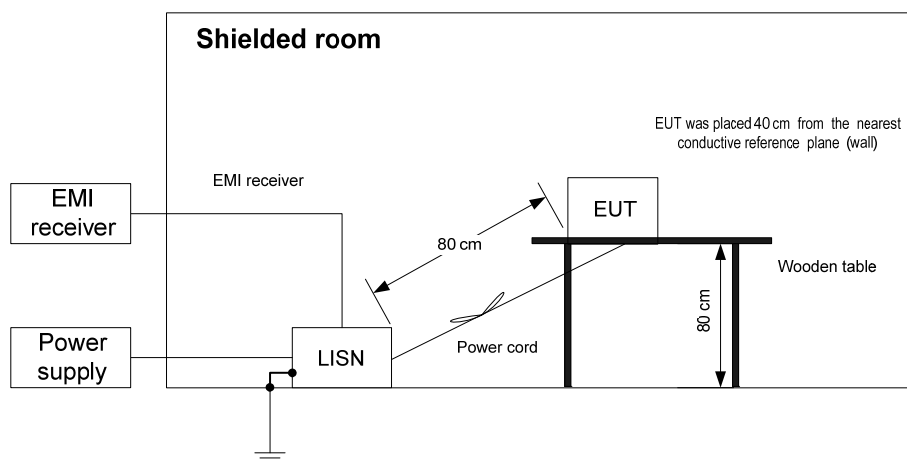 Shielded room
EUT was placed 40 cm from the nearest
conductive reference plane (wall)
EMI receiver
EMI
receiver
EUT
80 cm
Wooden table
80 cm
Power cord
Power
supply
LISN